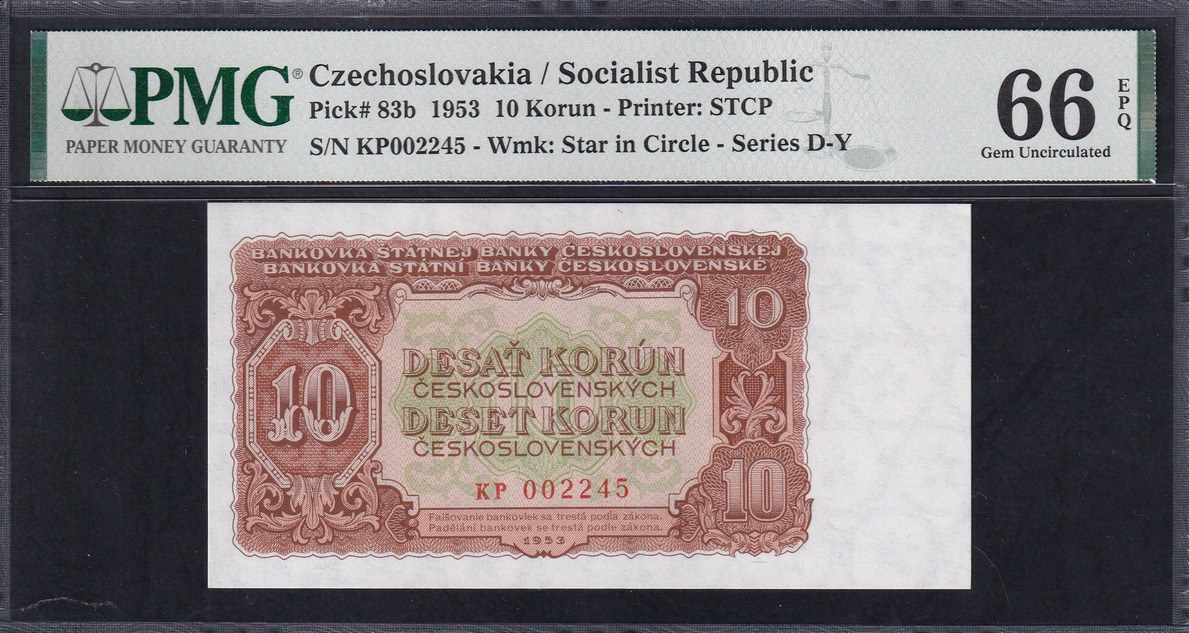 PMG®
PAPER MONEY GUARANTY
Czechoslovakia / Socialist Republic
Pick# 83b 1953 10 Korun - Printer: STCP
S/N KP002245 - Wmk: Star in Circle - Series D-Y
66
EPQ
Gem Uncirculated
BANKOVKA ŠTÁTNEJ BANKY ČESKOSLOVENSKEJ
BANKOVKA STÁTNÍ BANKY ČESKOSLOVENSKÉ
10
10
DESAŤ KORÚN
ČESKOSLOVENSKÝCH
DESET KORUN
ČESKOSLOVENSKÝCH
KP 002245
10
Falšovanie bankoviek sa trestá podľa zákona.
Padělání bankovek se trestá podle zákona.
1953